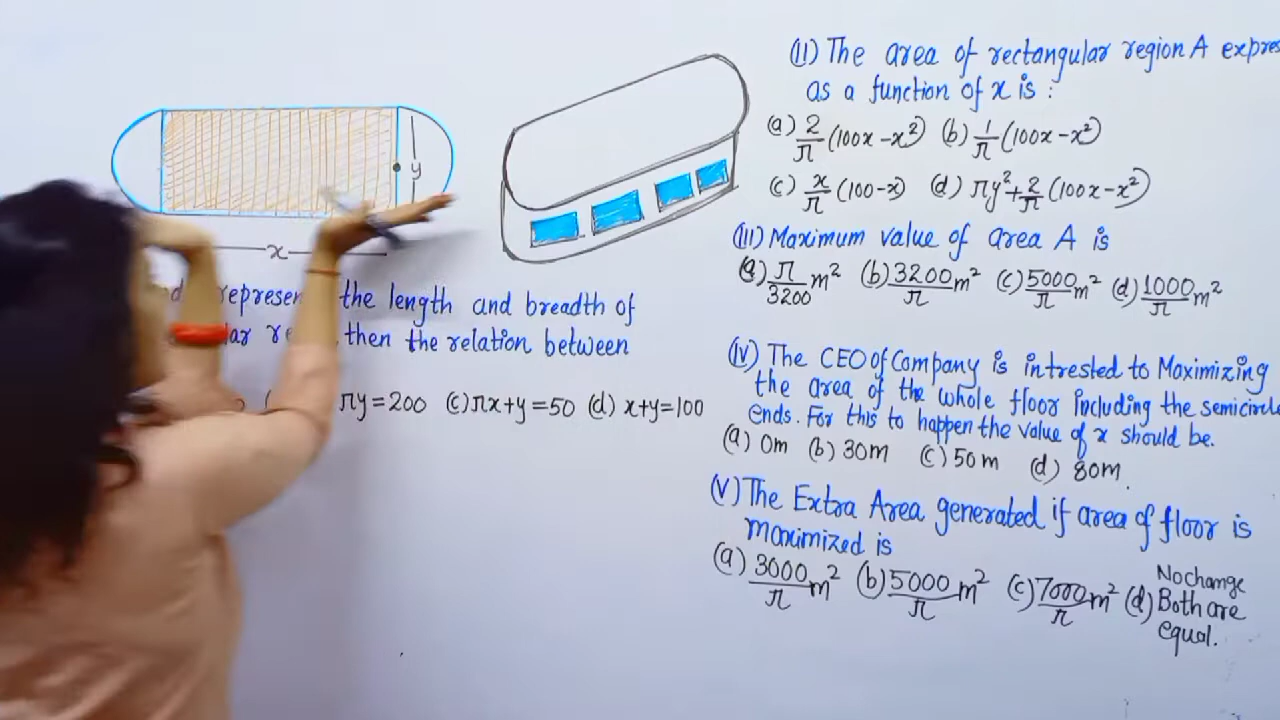 y
x
the length and breadth of
then the relation between
πy=200 (c)πx+y=50 (d) x+y=100
(II) The area of rectangular region A
as a function of x is :
(a) 2/π (100x-x²) (b) 1/π (100x-x²)
(c) x/π (100-x) (d) πy²+2/π (100x-x²)
(III) Maximum value of area A is
(a) π/3200 m² (b) 3200/π m² (c) 5000/π m² (d) 1000/π m²
(IV) The CEO of Company is intrested to Maximizing
the area of the whole floor including the
ends. For this to happen the value of x should be.
(a) 0m (b) 30m (c) 50m (d) 80m.
(V) The Extra Area generated if area of floor is
maximized is
(a) 3000/π m² (b) 5000/π m² (c) 7000/π m² (d) No change
Both are
equal.